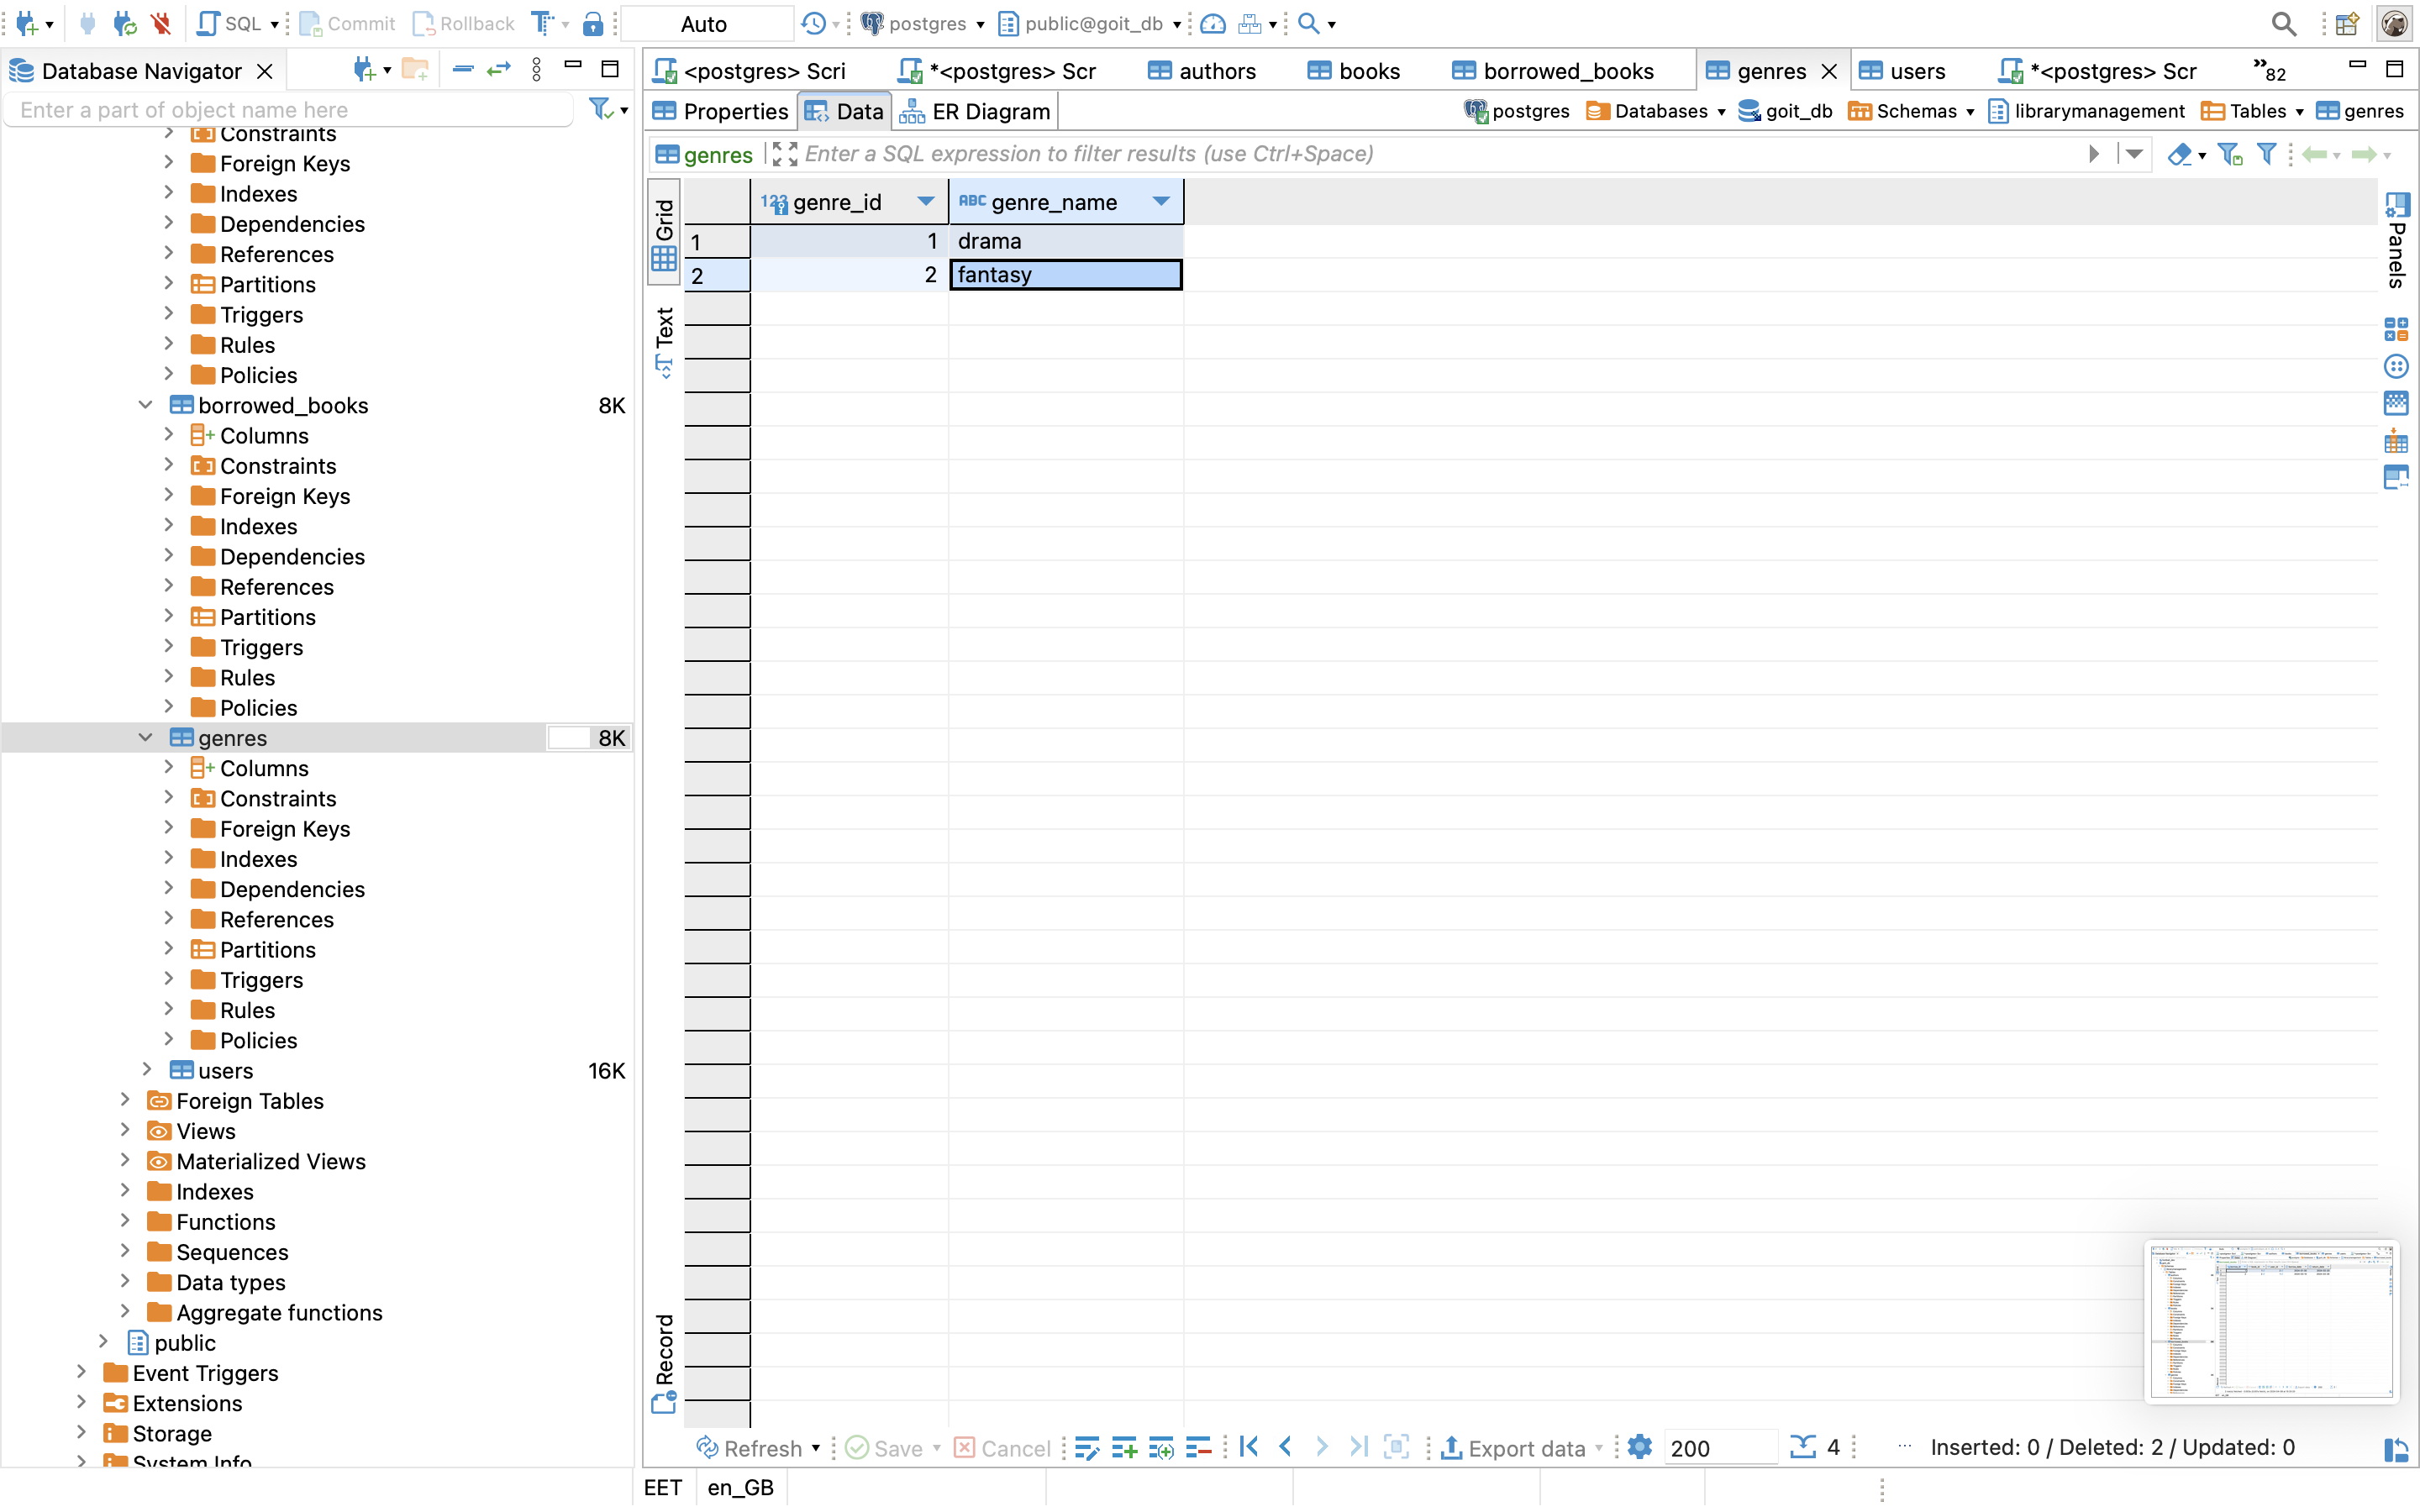 SQL Commit Rollback Auto postgres public@goit_db
Database Navigator
<postgres> Scri *<postgres> Scr authors books borrowed_books genres users *<postgres> Scr »82
Enter a part of object name here
Properties Data ER Diagram postgres Databases goit_db Schemas librarymanagement Tables genres
genres Enter a SQL expression to filter results (use Ctrl+Space)
Grid
Text
Record
Panels
123 genre_id ABC genre_name
1 1 drama
2 2 fantasy
Constraints
Foreign Keys
Indexes
Dependencies
References
Partitions
Triggers
Rules
Policies
borrowed_books 8K
Columns
Constraints
Foreign Keys
Indexes
Dependencies
References
Partitions
Triggers
Rules
Policies
genres 8K
Columns
Constraints
Foreign Keys
Indexes
Dependencies
References
Partitions
Triggers
Rules
Policies
users 16K
Foreign Tables
Views
Materialized Views
Indexes
Functions
Sequences
Data types
Aggregate functions
public
Event Triggers
Extensions
Storage
System Info
Refresh Save Cancel Export data 200 4 ... Inserted: 0 / Deleted: 2 / Updated: 0
EET en_GB